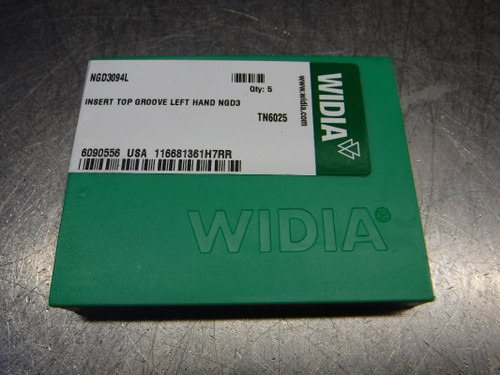 NGD3094L
Qty: 5
INSERT TOP GROOVE LEFT HAND NGD3
TN6025
6090556 USA 116681361H7RR
www.widia.com
WIDIA
WIDIA®